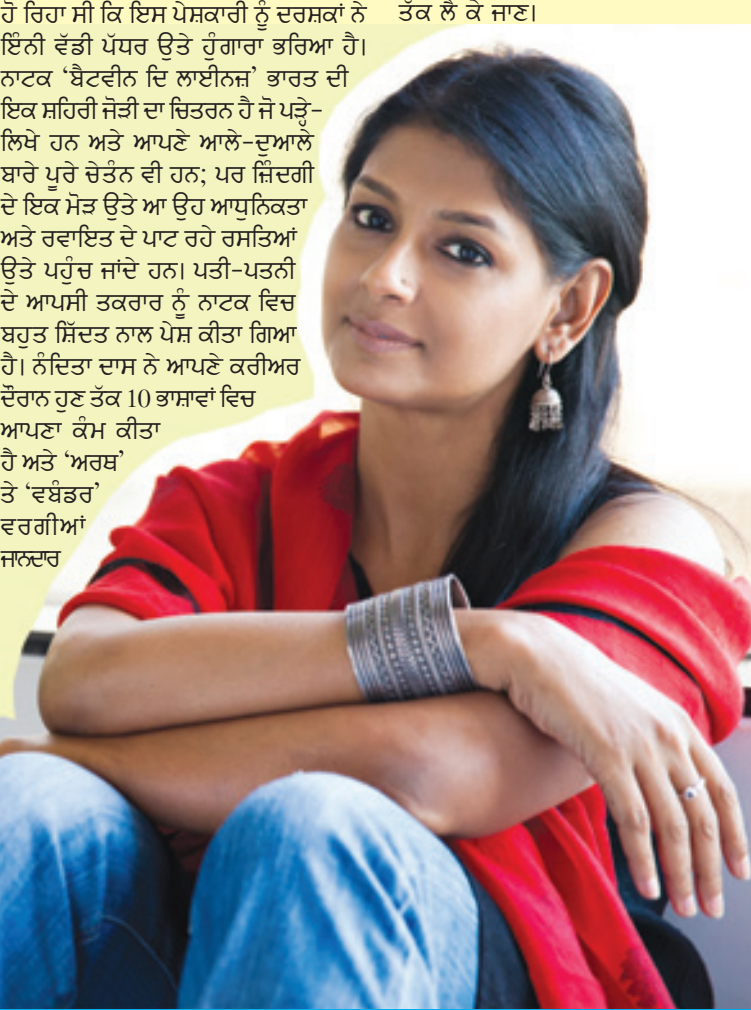 ਹੋ ਰਿਹਾ ਸੀ ਕਿ ਇਸ ਪੇਸ਼ਕਾਰੀ ਨੂੰ ਦਰਸ਼ਕਾਂ ਨੇ
ਇੰਨੀ ਵੱਡੀ ਪੱਧਰ ਉਤੇ ਹੁੰਗਾਰਾ ਭਰਿਆ ਹੈ।
ਨਾਟਕ ‘ਬੈਟਵੀਨ ਦਿ ਲਾਈਨਜ਼’ ਭਾਰਤ ਦੀ
ਇਕ ਸ਼ਹਿਰੀ ਜੋੜੀ ਦਾ ਚਿਤਰਨ ਹੈ ਜੋ ਪੜ੍ਹੇ-
ਲਿਖੇ ਹਨ ਅਤੇ ਆਪਣੇ ਆਲੇ-ਦੁਆਲੇ
ਬਾਰੇ ਪੂਰੇ ਚੇਤੰਨ ਵੀ ਹਨ; ਪਰ ਜ਼ਿੰਦਗੀ
ਦੇ ਇਕ ਮੋੜ ਉਤੇ ਆ ਉਹ ਆਧੁਨਿਕਤਾ
ਅਤੇ ਰਵਾਇਤ ਦੇ ਪਾਟ ਰਹੇ ਰਸਤਿਆਂ
ਉਤੇ ਪਹੁੰਚ ਜਾਂਦੇ ਹਨ। ਪਤੀ-ਪਤਨੀ
ਦੇ ਆਪਸੀ ਤਕਰਾਰ ਨੂੰ ਨਾਟਕ ਵਿਚ
ਬਹੁਤ ਸ਼ਿੱਦਤ ਨਾਲ ਪੇਸ਼ ਕੀਤਾ ਗਿਆ
ਹੈ। ਨੰਦਿਤਾ ਦਾਸ ਨੇ ਆਪਣੇ ਕਰੀਅਰ
ਦੌਰਾਨ ਹੁਣ ਤੱਕ 10 ਭਾਸ਼ਾਵਾਂ ਵਿਚ
ਆਪਣਾ ਕੰਮ ਕੀਤਾ
ਹੈ ਅਤੇ ‘ਅਰਥ’
ਤੇ ‘ਵਬੰਡਰ’
ਵਰਗੀਆਂ
ਜਾਨਦਾਰ
ਤੱਕ ਲੈ ਕੇ ਜਾਣ।